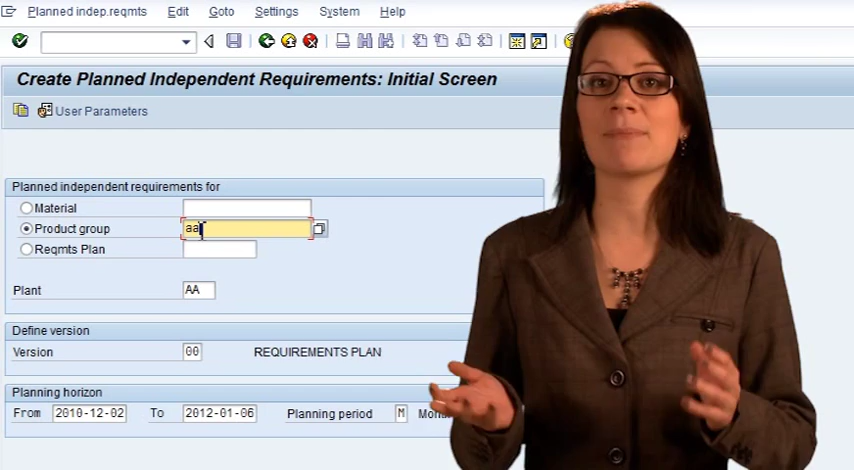 Planned indep.reqmts Edit Goto Settings System Help
Create Planned Independent Requirements: Initial Screen
User Parameters
Planned independent requirements for
Material
Product group aa
Reqmts Plan
Plant AA
Define version
Version 00 REQUIREMENTS PLAN
Planning horizon
From 2010-12-02 To 2012-01-06 Planning period M